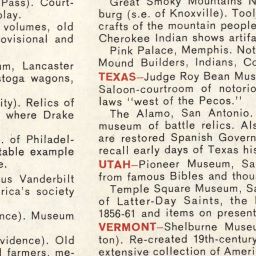 Pass). Court-
play.
volumes, old
rovisional and
um, Lancaster
stoga wagons,
ity). Relics of
where Drake
. of Philadel-
table example
e.
us Vanderbilt
rica's society
nce). Museum
vidence). Old
d farmers, me-
Great Smoky Mountains N
burg (s.e. of Knoxville). Tool
crafts of the mountain people
Cherokee Indian shows artifa
Pink Palace, Memphis. Not
Mound Builders, Indians, Co
TEXAS—Judge Roy Bean Muse
Saloon-courtroom of notorio
laws "west of the Pecos."
The Alamo, San Antonio.
museum of battle relics. Als
are restored Spanish Govern
recall early days of Texas his
UTAH—Pioneer Museum, Sa
from famous Bibles and thou
Temple Square Museum, Sa
of Latter-Day Saints, the
1856-61 and items on present
VERMONT—Shelburne Museu
ton). Re-created 19th-century
extensive collection of Ameri